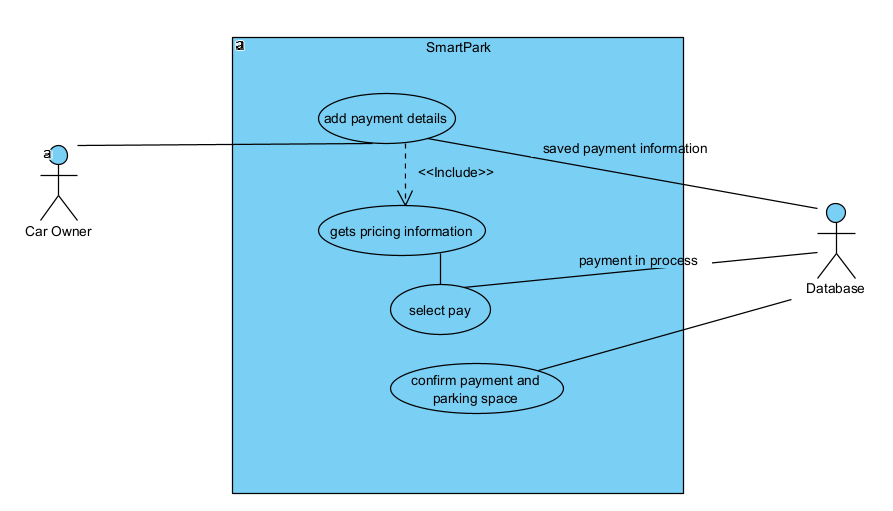 a
SmartPark
add payment details
saved payment information
a
<<Include>>
Car Owner
gets pricing information
payment in process
Database
select pay
confirm payment and
parking space